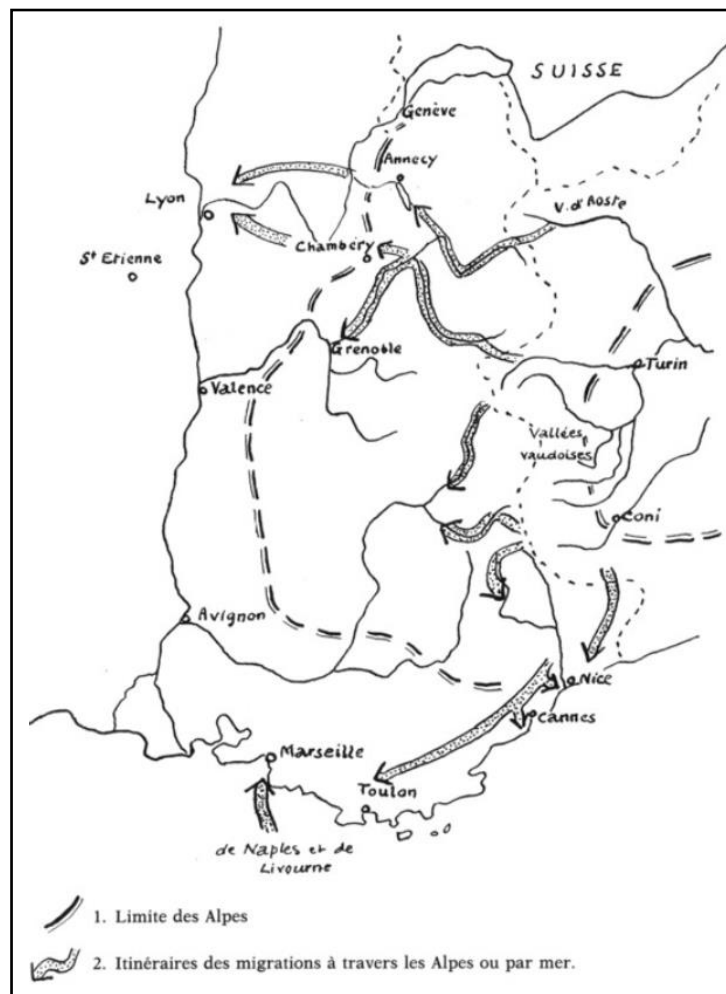 SUISSE
Genève
Annecy
Lyon
V. d'Aoste
Chambéry
St Etienne
Grenoble
Turin
Valence
Vallées
vaudoises
Coni
Avignon
Nice
Cannes
Marseille
Toulon
de Naples et de
Livourne
1. Limite des Alpes
2. Itinéraires des migrations à travers les Alpes ou par mer.